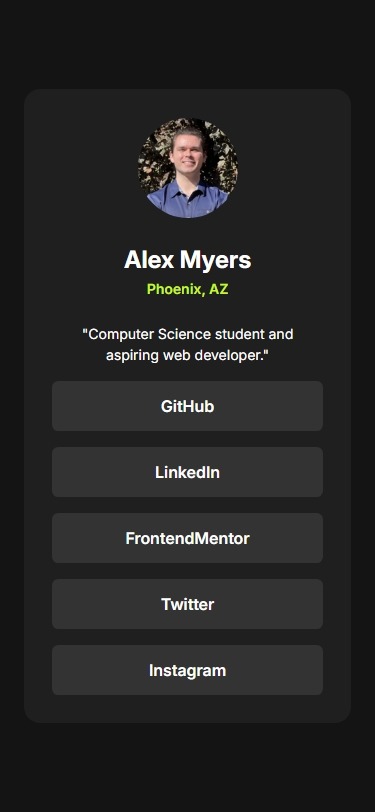 Alex Myers
Phoenix, AZ
"Computer Science student and
aspiring web developer."
GitHub
LinkedIn
FrontendMentor
Twitter
Instagram